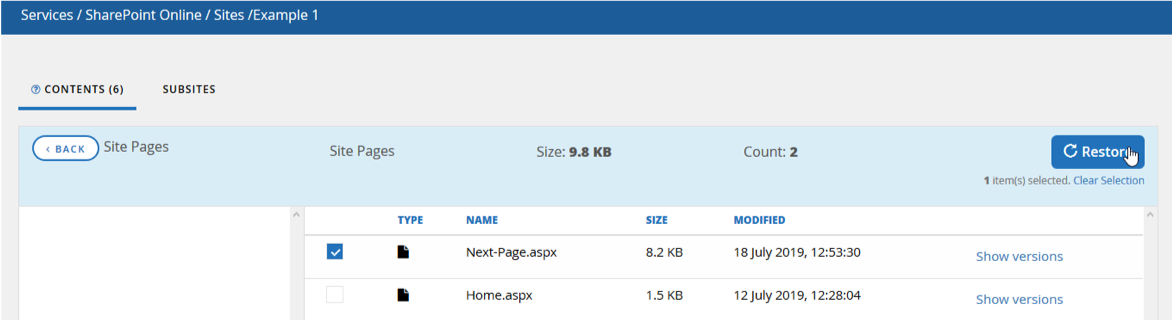 Services / SharePoint Online / Sites /Example 1
CONTENTS (6) SUBSITES
< BACK Site Pages Site Pages Size: 9.8 KB Count: 2 Restor
1 item(s) selected. Clear Selection
TYPE NAME SIZE MODIFIED
Next-Page.aspx 8.2 KB 18 July 2019, 12:53:30 Show versions
Home.aspx 1.5 KB 12 July 2019, 12:28:04 Show versions